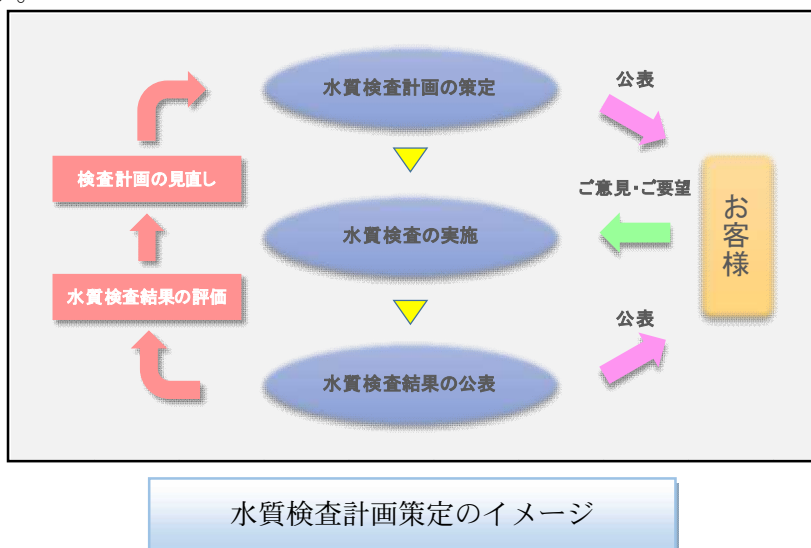 。
水質検査計画の策定
公表
検査計画の見直し
ご意見・ご要望
お客様
水質検査の実施
水質検査結果の評価
公表
水質検査結果の公表
水質検査計画策定のイメージ